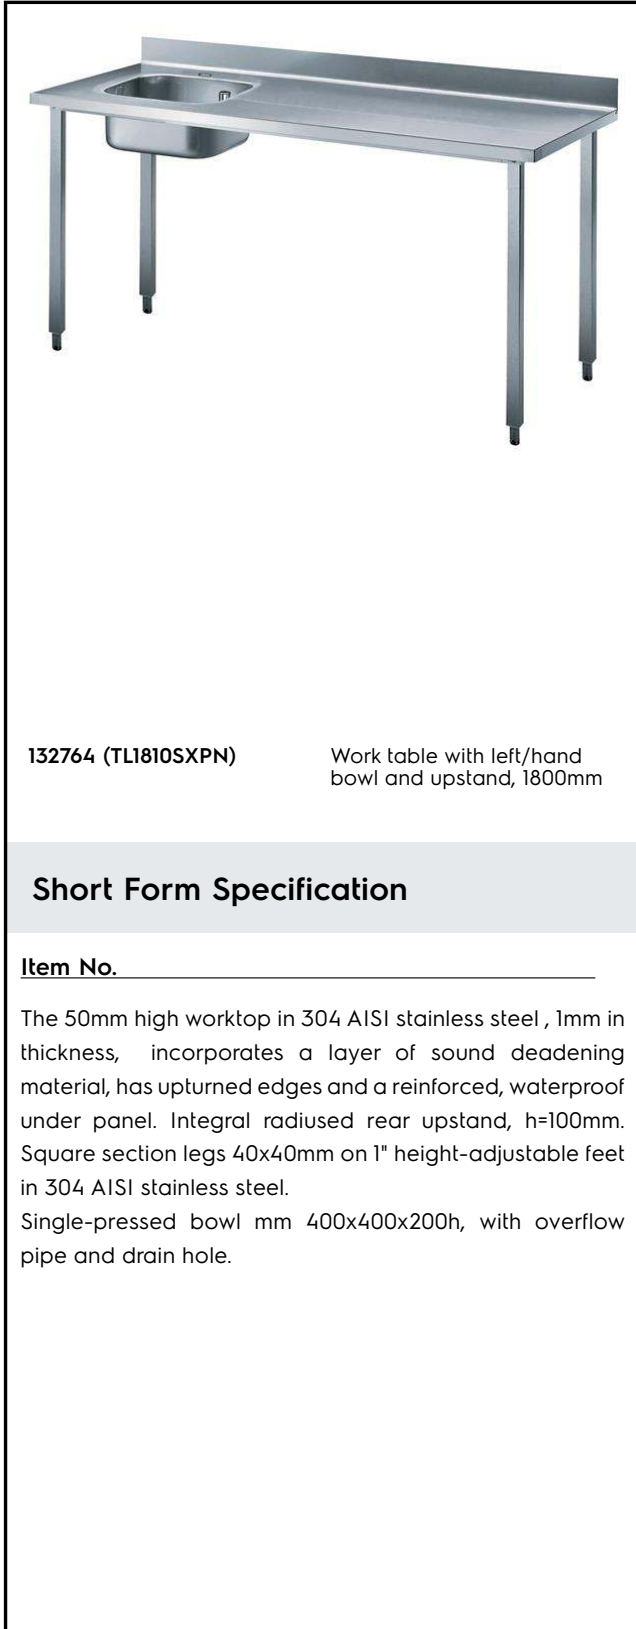 132764 (TL1810SXPN)
Work table with left/hand
bowl and upstand, 1800mm
Short Form Specification
Item No.
The 50mm high worktop in 304 AISI stainless steel , 1mm in
thickness, incorporates a layer of sound deadening
material, has upturned edges and a reinforced, waterproof
under panel. Integral radiused rear upstand, h=100mm.
Square section legs 40x40mm on 1" height-adjustable feet
in 304 AISI stainless steel.
Single-pressed bowl mm 400x400x200h, with overflow
pipe and drain hole.